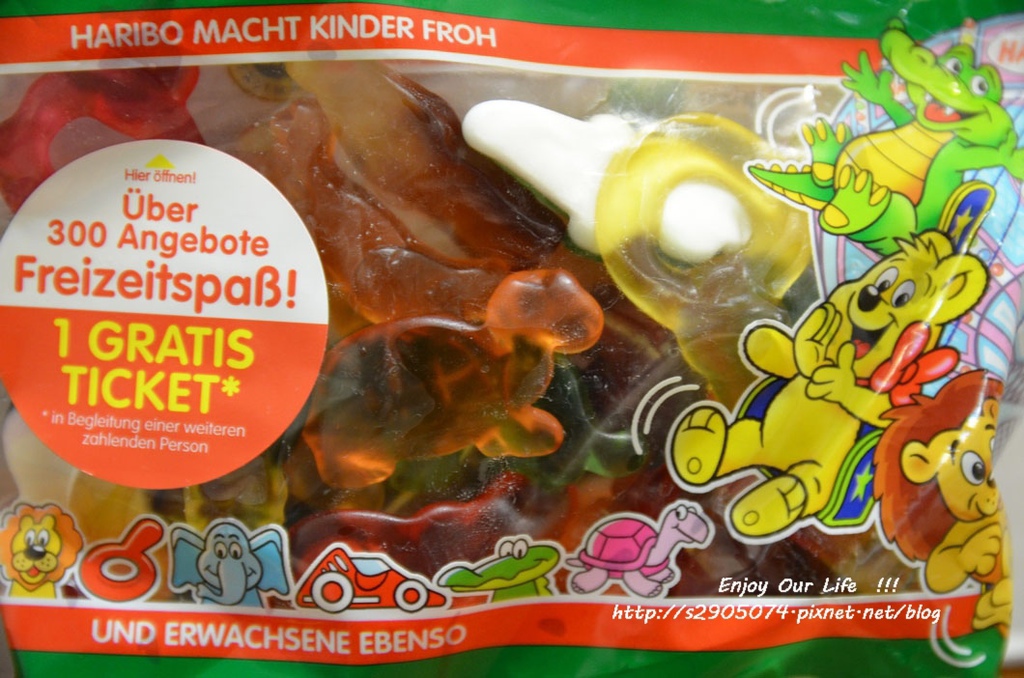 HARIBO MACHT KINDER FROH
Hier öffnen!
Über
300 Angebote
Freizeitspaß!
1 GRATIS
TICKET*
* in Begleitung einer weiteren
zahlenden Person
Enjoy Our Life !!!
http://s2905074.pixnet.net/blog
UND ERWACHSENE EBENSO